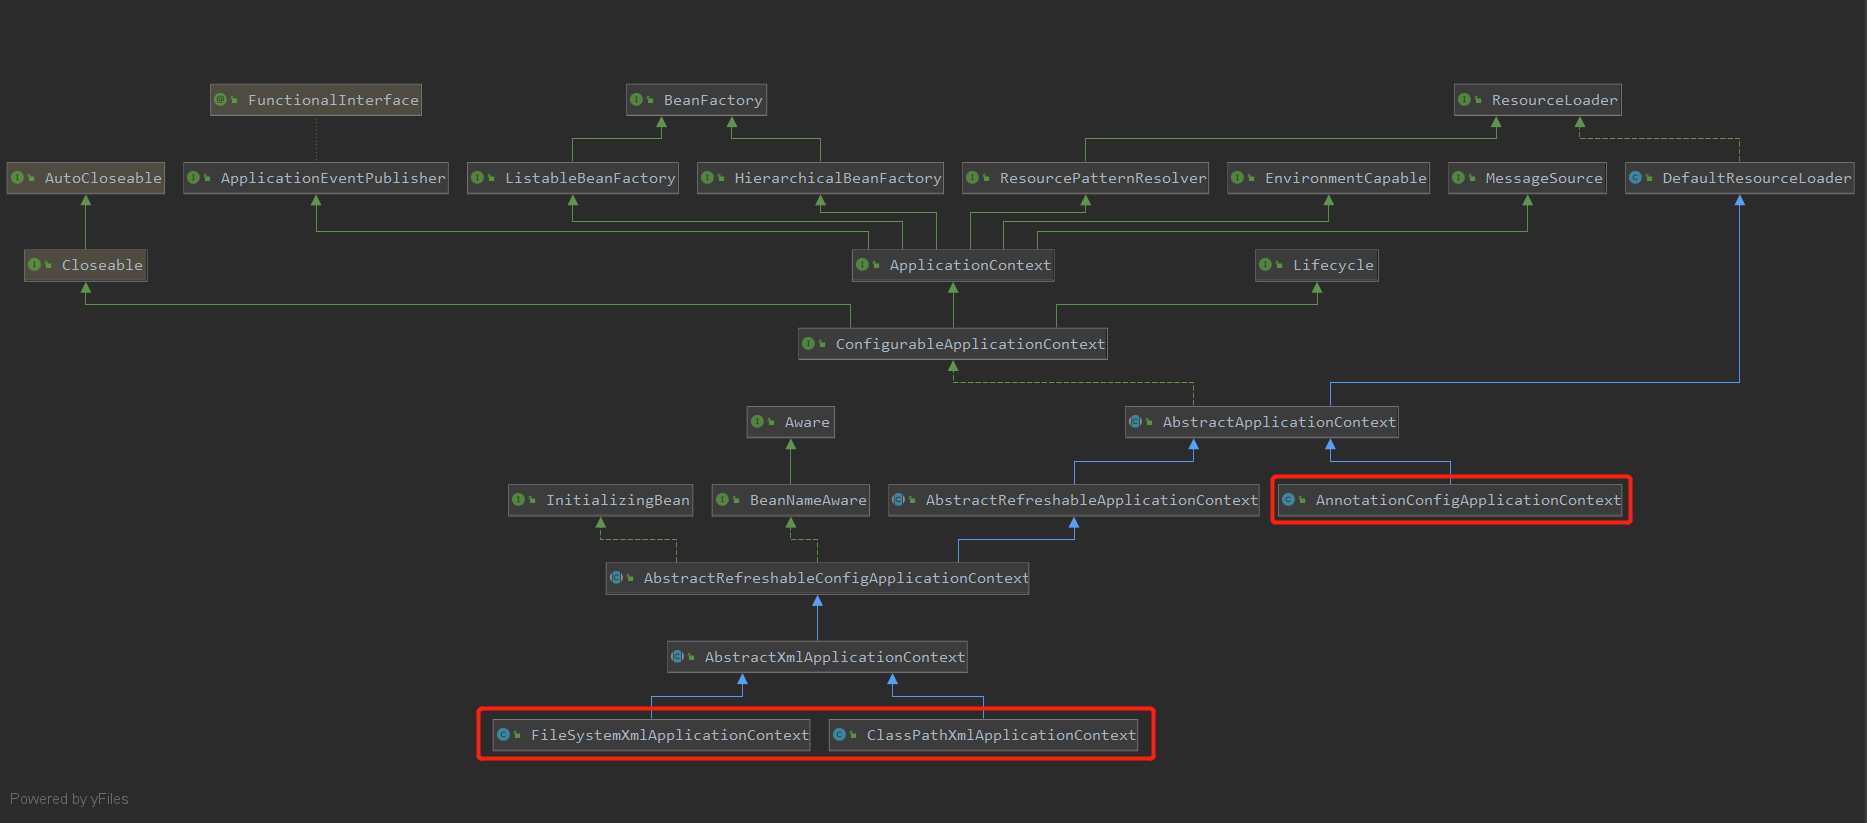 FunctionalInterface
BeanFactory
ResourceLoader
AutoCloseable
ApplicationEventPublisher
ListableBeanFactory
HierarchicalBeanFactory
ResourcePatternResolver
EnvironmentCapable
MessageSource
DefaultResourceLoader
Closeable
ApplicationContext
Lifecycle
ConfigurableApplicationContext
Aware
AbstractApplicationContext
InitializingBean
BeanNameAware
AbstractRefreshableApplicationContext
AnnotationConfigApplicationContext
AbstractRefreshableConfigApplicationContext
AbstractXmlApplicationContext
FileSystemXmlApplicationContext
ClassPathXmlApplicationContext
Powered by yFiles